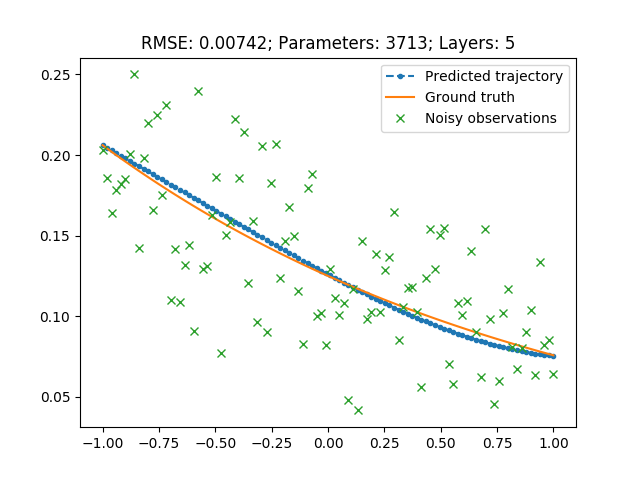 RMSE: 0.00742; Parameters: 3713; Layers: 5
Predicted trajectory
Ground truth
Noisy observations
0.25
0.20
0.15
0.10
0.05
−1.00 −0.75 −0.50 −0.25 0.00 0.25 0.50 0.75 1.00